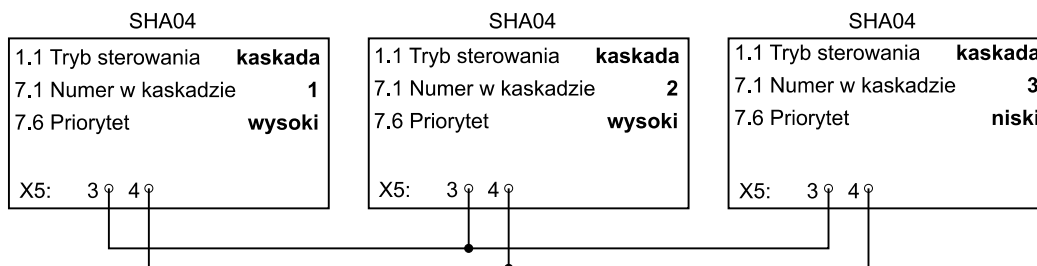 SHA04
1.1 Tryb sterowania kaskada
7.1 Numer w kaskadzie 1
7.6 Priorytet wysoki
X5: 3 4
SHA04
1.1 Tryb sterowania kaskada
7.1 Numer w kaskadzie 2
7.6 Priorytet wysoki
X5: 3 4
SHA04
1.1 Tryb sterowania kaskada
7.1 Numer w kaskadzie 3
7.6 Priorytet niski
X5: 3 4